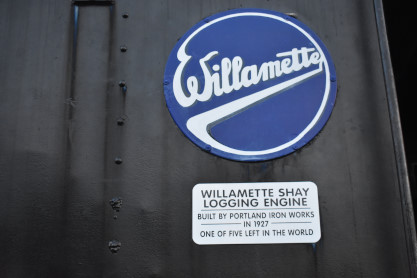 Willamette
WILLAMETTE SHAY
LOGGING ENGINE
BUILT BY PORTLAND IRON WORKS
IN 1927
ONE OF FIVE LEFT IN THE WORLD